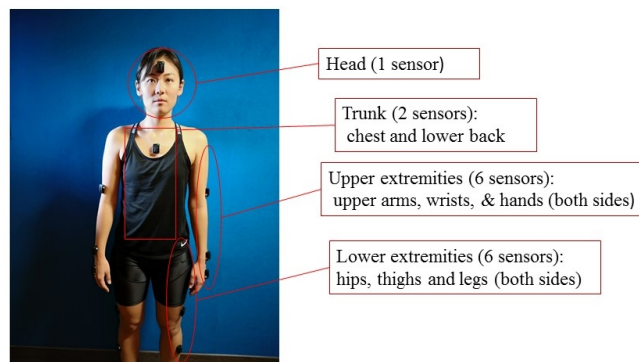 Head (1 sensor)
Trunk (2 sensors):
chest and lower back
Upper extremities (6 sensors):
upper arms, wrists, & hands (both sides)
Lower extremities (6 sensors):
hips, thighs and legs (both sides)